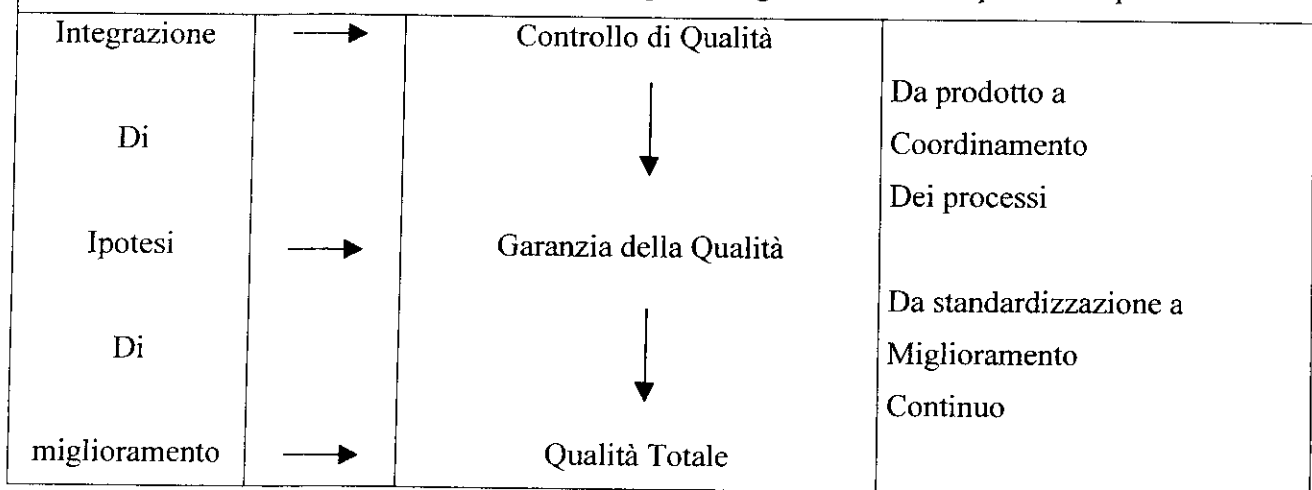 Integrazione
Controllo di Qualità
Da prodotto a
Di
Coordinamento
Dei processi
Ipotesi
Garanzia della Qualità
Da standardizzazione a
Di
Miglioramento
Continuo
miglioramento
Qualità Totale